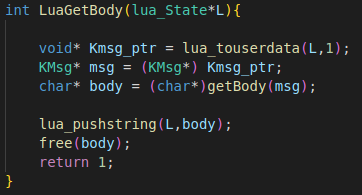 int LuaGetBody(lua_State*L){
void* Kmsg_ptr = lua_touserdata(L,1);
KMsg* msg = (KMsg*) Kmsg_ptr;
char* body = (char*)getBody(msg);
lua_pushstring(L,body);
free(body);
return 1;
}